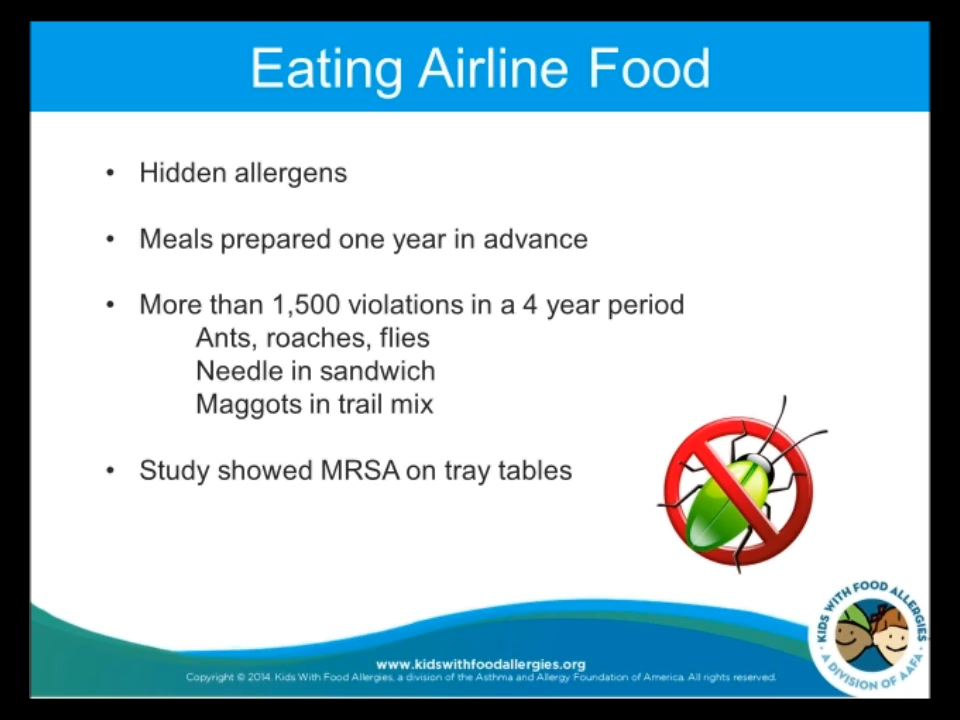 Eating Airline Food
• Hidden allergens
• Meals prepared one year in advance
• More than 1,500 violations in a 4 year period
Ants, roaches, flies
Needle in sandwich
Maggots in trail mix
• Study showed MRSA on tray tables
KIDS WITH FOOD ALLERGIES
· A DIVISION OF AAFA ·
www.kidswithfoodallergies.org
Copyright © 2014, Kids With Food Allergies, a division of the Asthma and Allergy Foundation of America. All rights reserved.